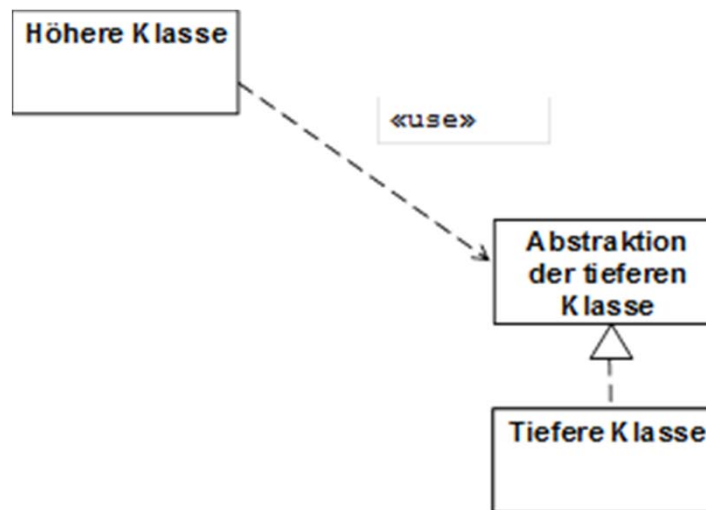 Höhere Klasse
«use»
Abstraktion
der tieferen
Klasse
Tiefere Klasse